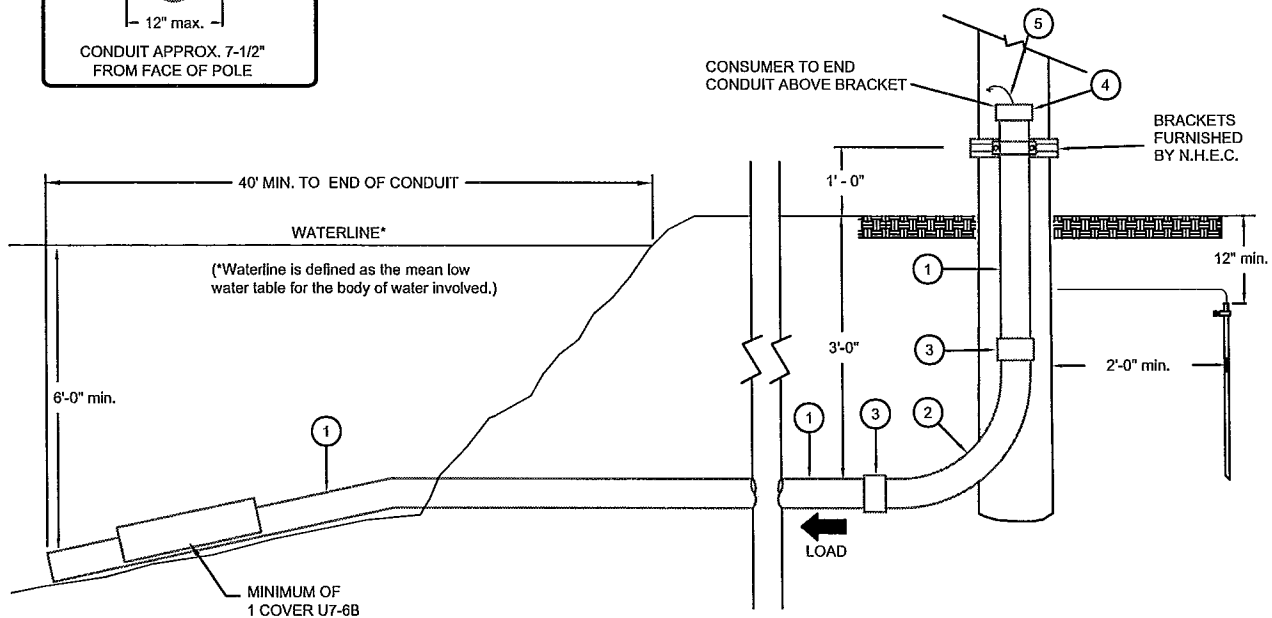 12" max.
CONDUIT APPROX. 7-1/2"
FROM FACE OF POLE
5
CONSUMER TO END
CONDUIT ABOVE BRACKET
4
BRACKETS
FURNISHED
BY N.H.E.C.
40' MIN. TO END OF CONDUIT
1' - 0"
WATERLINE*
(*Waterline is defined as the mean low
water table for the body of water involved.)
12" min.
1
3'-0"
3
2'-0" min.
6'-0" min.
1
1
3
2
LOAD
MINIMUM OF
1 COVER U7-6B